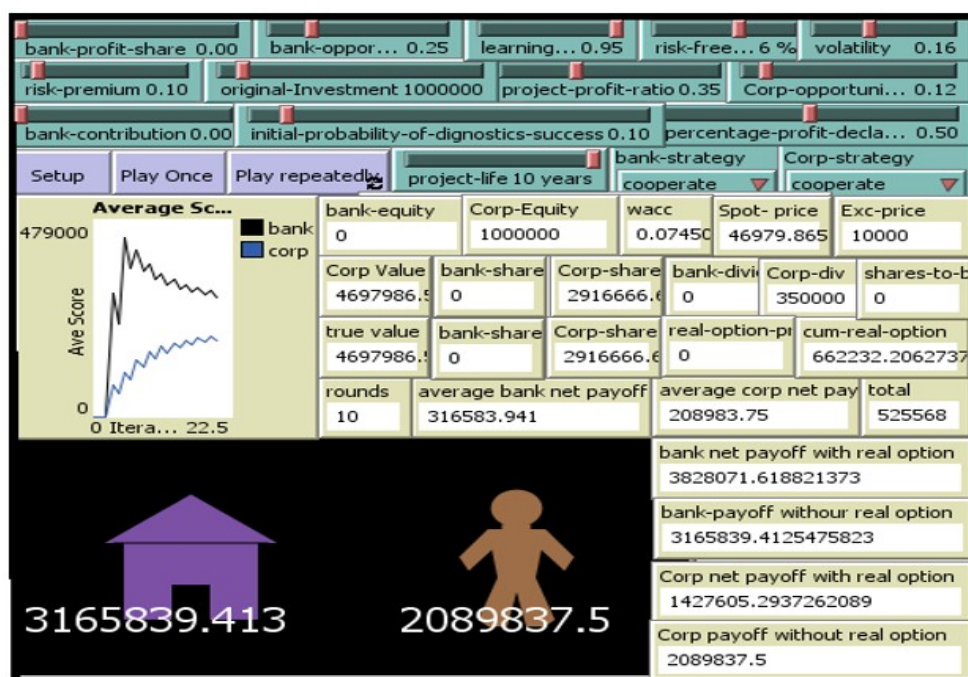 bank-profit-share 0.00 bank-oppor... 0.25 learning... 0.95 risk-free... 6 % volatility 0.16
risk-premium 0.10 original-Investment 1000000 project-profit-ratio 0.35 Corp-opportuni... 0.12
bank-contribution 0.00 initial-probability-of-dignostics-success 0.10 percentage-profit-decla... 0.50
Setup Play Once Play repeatedly project-life 10 years bank-strategy cooperate Corp-strategy cooperate
Average Sc...
479000
Ave Score
0
0 Itera... 22.5
bank
corp
bank-equity Corp-Equity wacc Spot- price Exc-price
0 1000000 0.0745 46979.865 10000
Corp Value bank-share Corp-share bank-divi Corp-div shares-to-b
4697986.5 0 2916666.6 0 350000 0
true value bank-share Corp-share real-option-pr cum-real-option
4697986.5 0 2916666.6 0 662232.2062737
rounds average bank net payoff average corp net pay total
10 316583.941 208983.75 525568
bank net payoff with real option
3828071.618821373
bank-payoff withour real option
3165839.4125475823
Corp net payoff with real option
1427605.2937262089
Corp payoff without real option
2089837.5
3165839.413 2089837.5